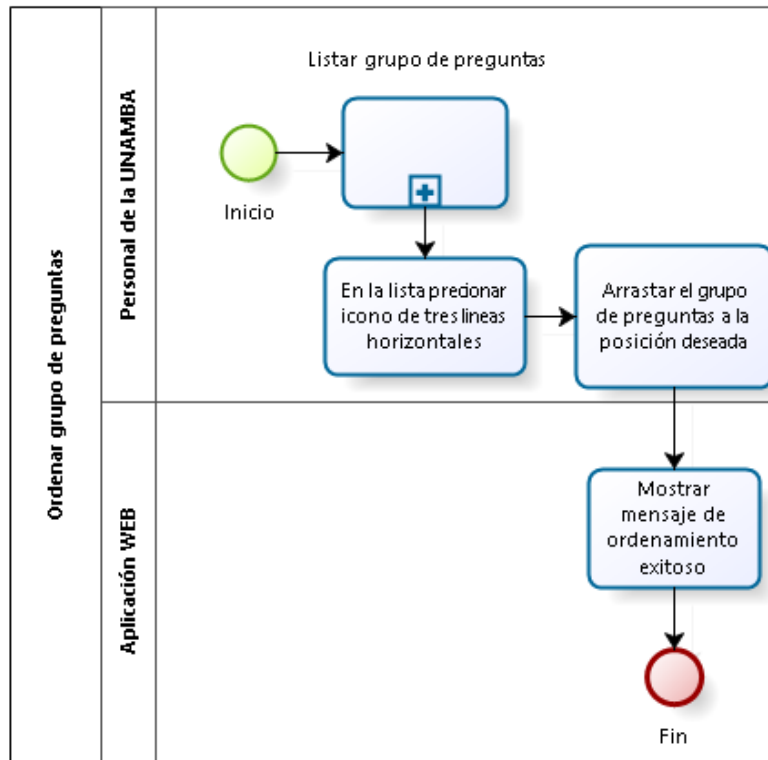 Ordenar grupo de preguntas
Personal de la UNAMBA
Listar grupo de preguntas
Inicio
En la lista precionar
icono de tres lineas
horizontales
Arrastar el grupo
de preguntas a la
posición deseada
Aplicación WEB
Mostrar
mensaje de
ordenamiento
exitoso
Fin